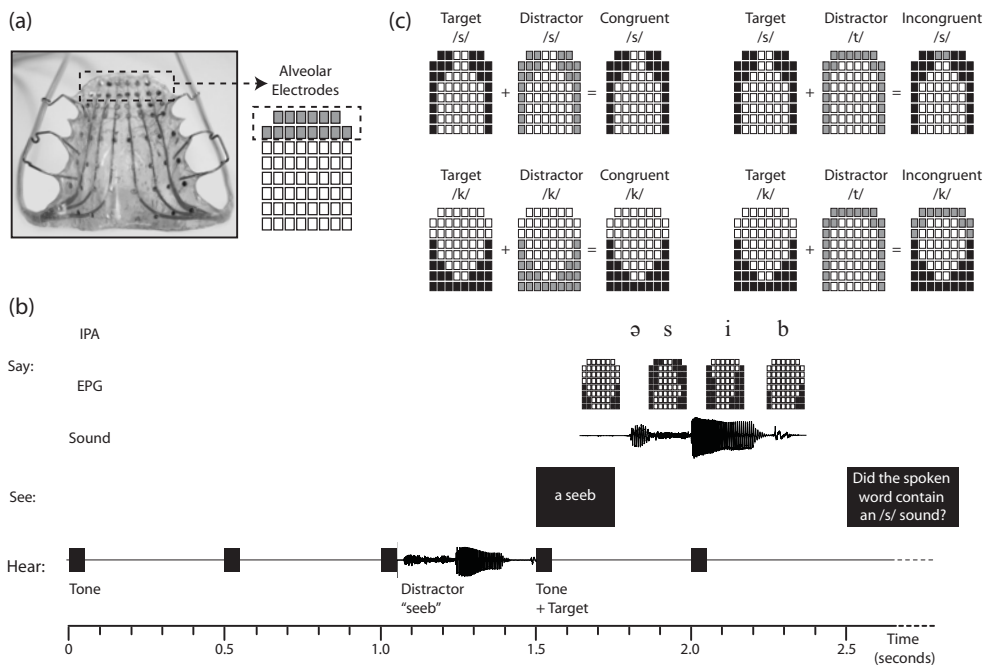 (a)
Alveolar
Electrodes
(c)
Target
/s/
Distractor
/s/
Congruent
/s/
+
=
Target
/s/
Distractor
/t/
Incongruent
/s/
+
=
Target
/k/
Distractor
/k/
Congruent
/k/
+
=
Target
/k/
Distractor
/t/
Incongruent
/k/
+
=
(b)
IPA
ə s i b
Say:
EPG
Sound
See:
a seeb
Did the spoken
word contain
an /s/ sound?
Hear:
Tone
Distractor
"seeb"
Tone
+ Target
0 0.5 1.0 1.5 2.0 2.5
Time
(seconds)